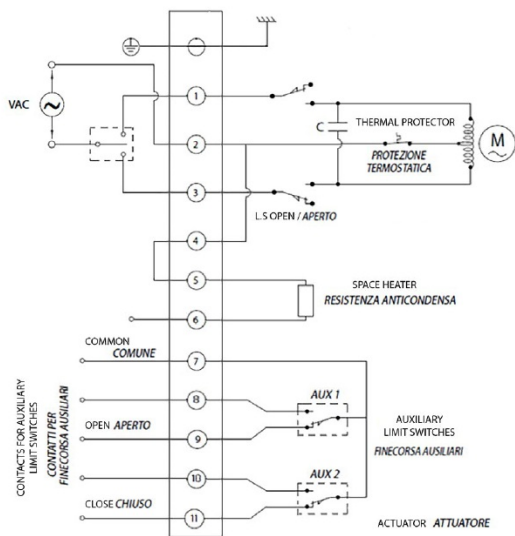 1
VAC
~
2
C
THERMAL PROTECTOR
PROTEZIONE
TERMOSTATICA
M
~
3
L.S OPEN / APERTO
4
5
SPACE HEATER
RESISTENZA ANTICONDENSA
6
COMMON
COMUNE
7
CONTACTS FOR AUXILIARY
LIMIT SWITCHES
CONTATTI PER
FINECORSA AUSILIARI
8
AUX 1
OPEN APERTO
9
AUXILIARY
LIMIT SWITCHES
FINECORSA AUSILIARI
10
AUX 2
CLOSE CHIUSO
11
ACTUATOR ATTUATORE